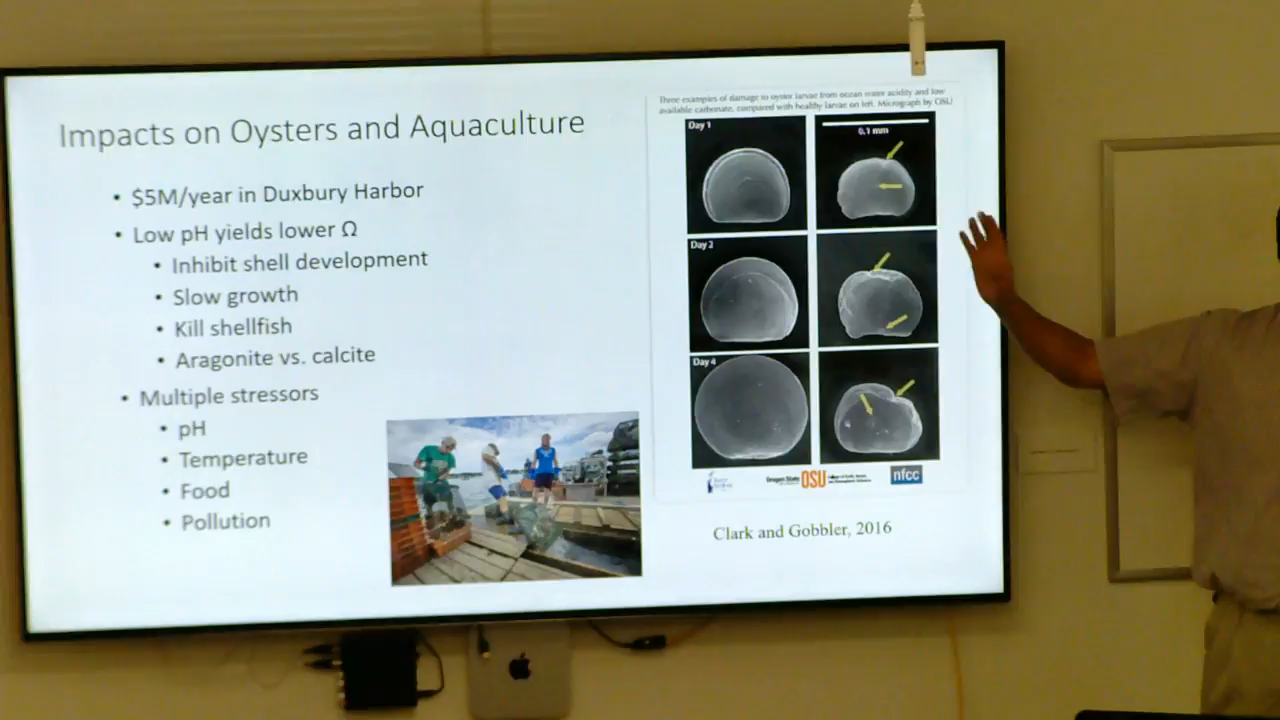 Impacts on Oysters and Aquaculture
• $5M/year in Duxbury Harbor
• Low pH yields lower Ω
• Inhibit shell development
• Slow growth
• Kill shellfish
• Aragonite vs. calcite
• Multiple stressors
• pH
• Temperature
• Food
• Pollution
Three examples of damage to oyster larvae from ocean water acidity and low
available carbonate, compared with healthy larvae on left. Micrograph by OSU
Day 1
0.1 mm
Day 2
Day 4
Oregon State
OSU
nfcc
Clark and Gobbler, 2016